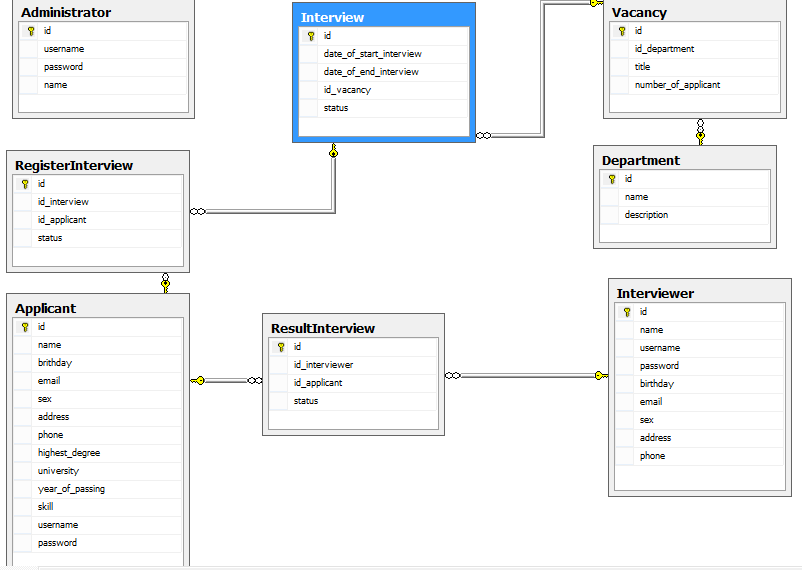 Administrator
id
username
password
name
Interview
id
date_of_start_interview
date_of_end_interview
id_vacancy
status
Vacancy
id
id_department
title
number_of_applicant
RegisterInterview
id
id_interview
id_applicant
status
Department
id
name
description
Applicant
id
name
brithday
email
sex
address
phone
highest_degree
university
year_of_passing
skill
username
password
ResultInterview
id
id_interviewer
id_applicant
status
Interviewer
id
name
username
password
birthday
email
sex
address
phone